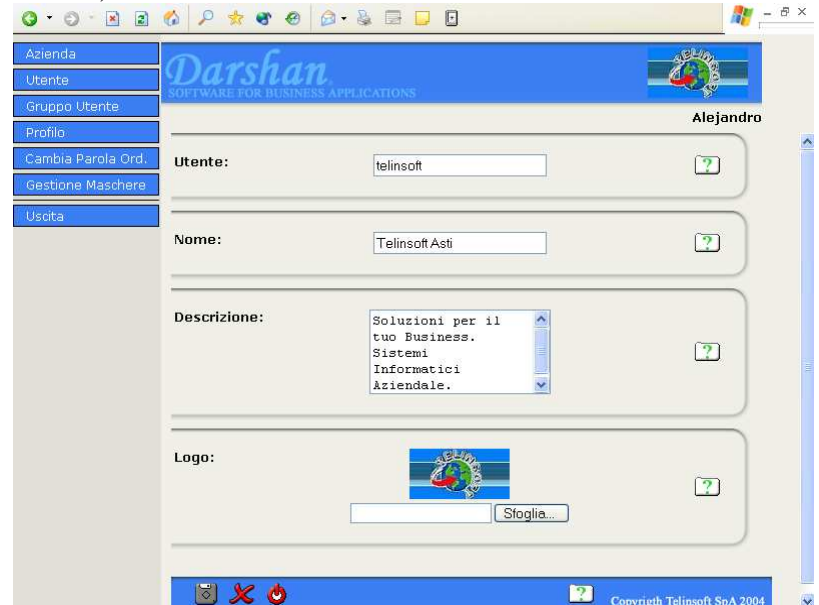 Azienda
Utente
Gruppo Utente
Profilo
Cambia Parola Ord.
Gestione Maschere
Uscita
Darshan.
SOFTWARE FOR BUSINESS APPLICATIONS
Alejandro
Utente:
telinsoft
Nome:
Telinsoft Asti
Descrizione:
Soluzioni per il
tuo Business.
Sistemi
Informatici
Aziendale.
Logo:
Sfoglia...
Copyrigth Telinsoft SpA 2004